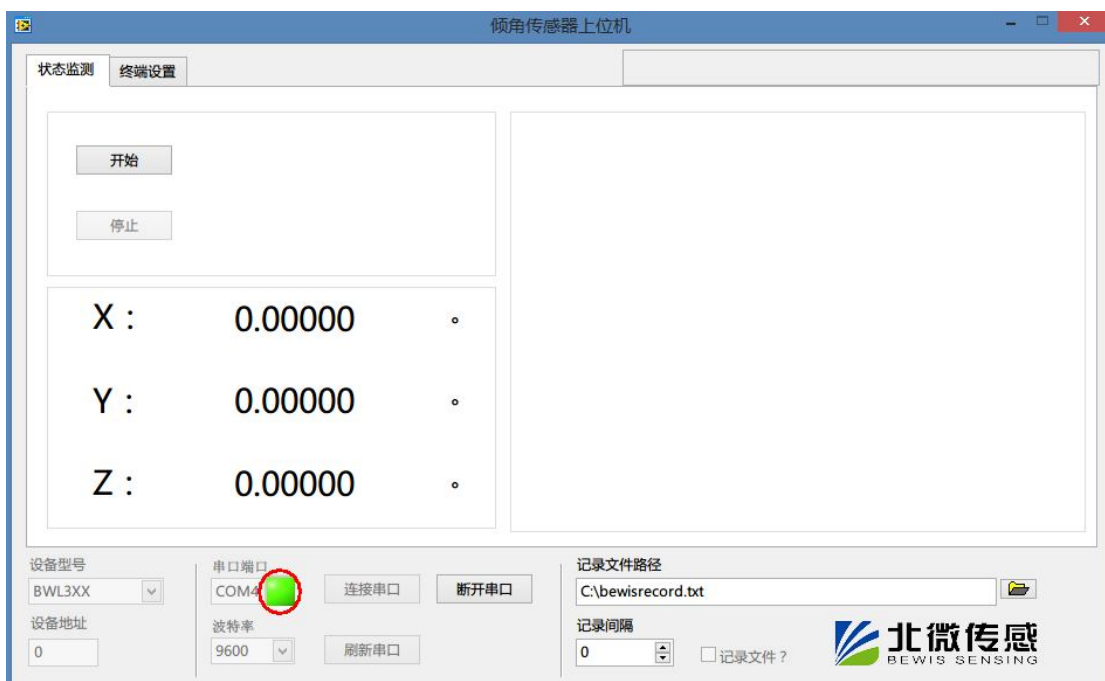 倾角传感器上位机
状态监测 终端设置
开始
停止
X： 0.00000 °
Y： 0.00000 °
Z： 0.00000 °
设备型号
BWL3XX
设备地址
0
串口端口
COM4 连接串口 断开串口
波特率
9600 刷新串口
记录文件路径
C:\bewisrecord.txt
记录间隔
0 记录文件？
北微传感
BEWIS SENSING